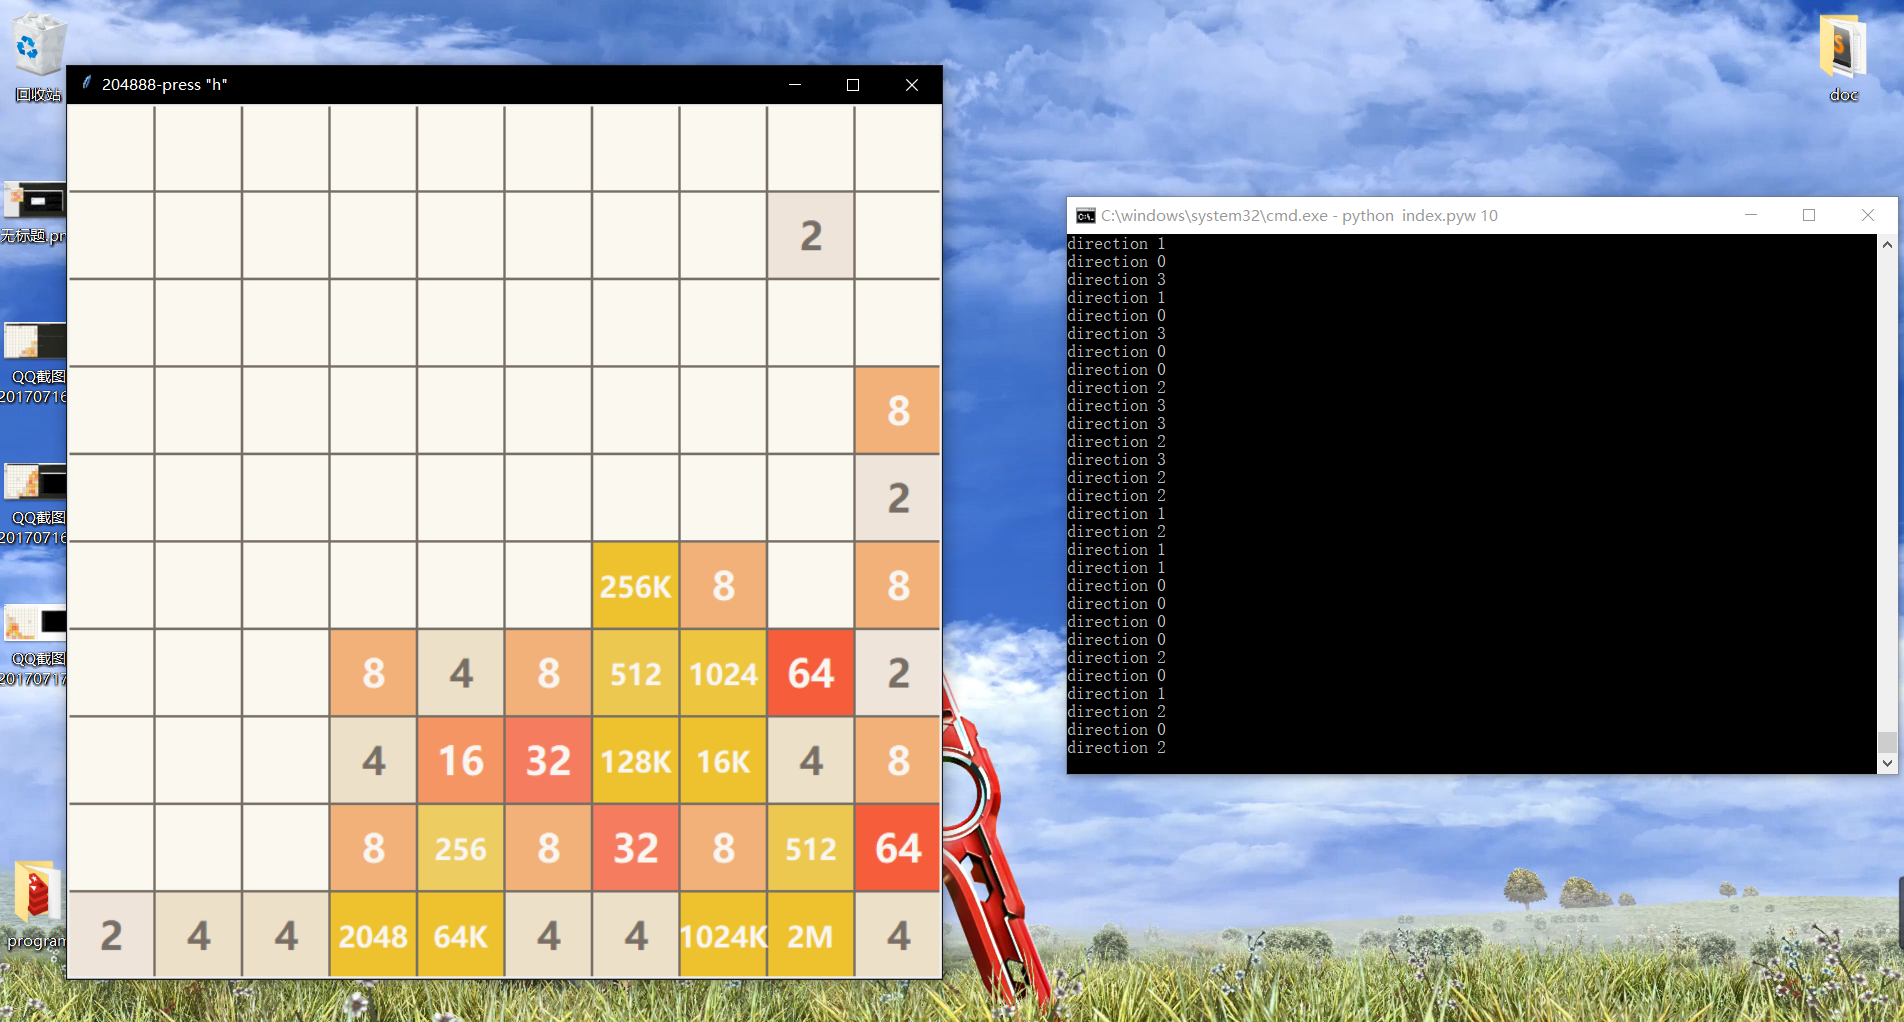 回收站
无标题.pn
QQ截图
20170716
QQ截图
20170716
QQ截图
20170717
program
doc
204888-press "h"
2
8
2
256K 8 8
8 4 8 512 1024 64 2
4 16 32 128K 16K 4 8
8 256 8 32 8 512 64
2 4 4 2048 64K 4 4 1024K 2M 4
C:\windows\system32\cmd.exe - python  index.pyw 10
direction 1
direction 0
direction 3
direction 1
direction 0
direction 3
direction 0
direction 0
direction 2
direction 3
direction 3
direction 2
direction 3
direction 2
direction 2
direction 1
direction 2
direction 1
direction 1
direction 0
direction 0
direction 0
direction 0
direction 2
direction 0
direction 1
direction 2
direction 0
direction 2